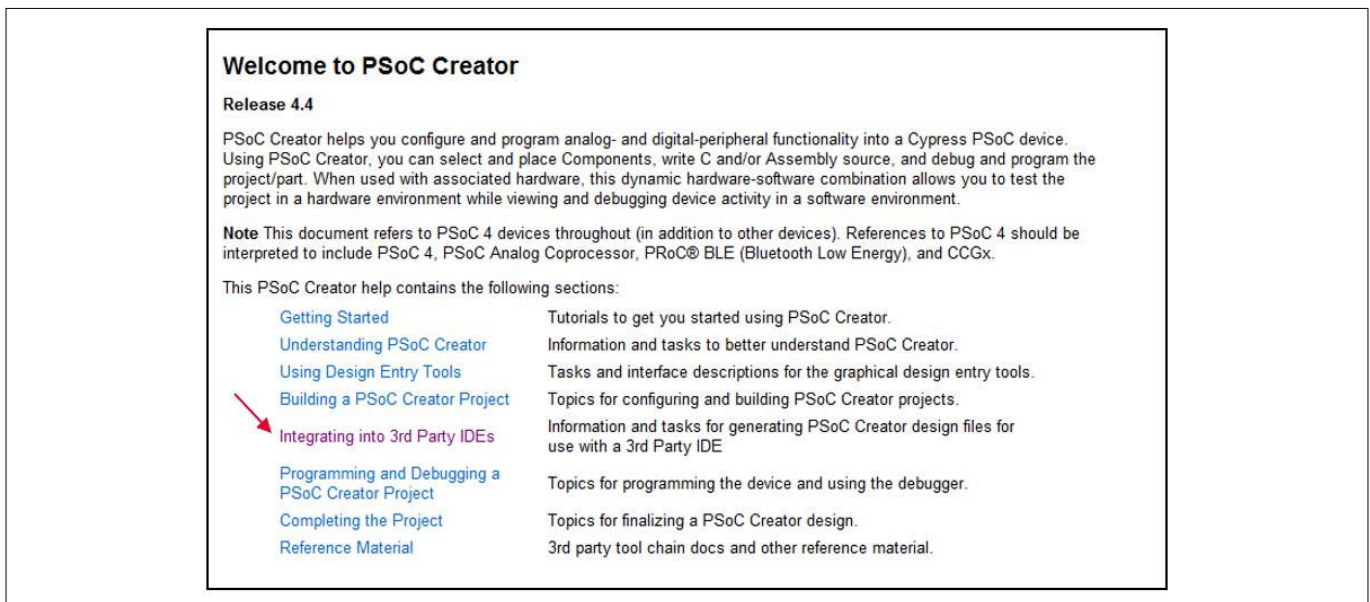 Welcome to PSoC Creator
Release 4.4
PSoC Creator helps you configure and program analog- and digital-peripheral functionality into a Cypress PSoC device.
Using PSoC Creator, you can select and place Components, write C and/or Assembly source, and debug and program the
project/part. When used with associated hardware, this dynamic hardware-software combination allows you to test the
project in a hardware environment while viewing and debugging device activity in a software environment.
Note This document refers to PSoC 4 devices throughout (in addition to other devices). References to PSoC 4 should be
interpreted to include PSoC 4, PSoC Analog Coprocessor, PRoC® BLE (Bluetooth Low Energy), and CCGx.
This PSoC Creator help contains the following sections:
Getting Started Tutorials to get you started using PSoC Creator.
Understanding PSoC Creator Information and tasks to better understand PSoC Creator.
Using Design Entry Tools Tasks and interface descriptions for the graphical design entry tools.
Building a PSoC Creator Project Topics for configuring and building PSoC Creator projects.
Integrating into 3rd Party IDEs Information and tasks for generating PSoC Creator design files for
use with a 3rd Party IDE
Programming and Debugging a
PSoC Creator Project Topics for programming the device and using the debugger.
Completing the Project Topics for finalizing a PSoC Creator design.
Reference Material 3rd party tool chain docs and other reference material.